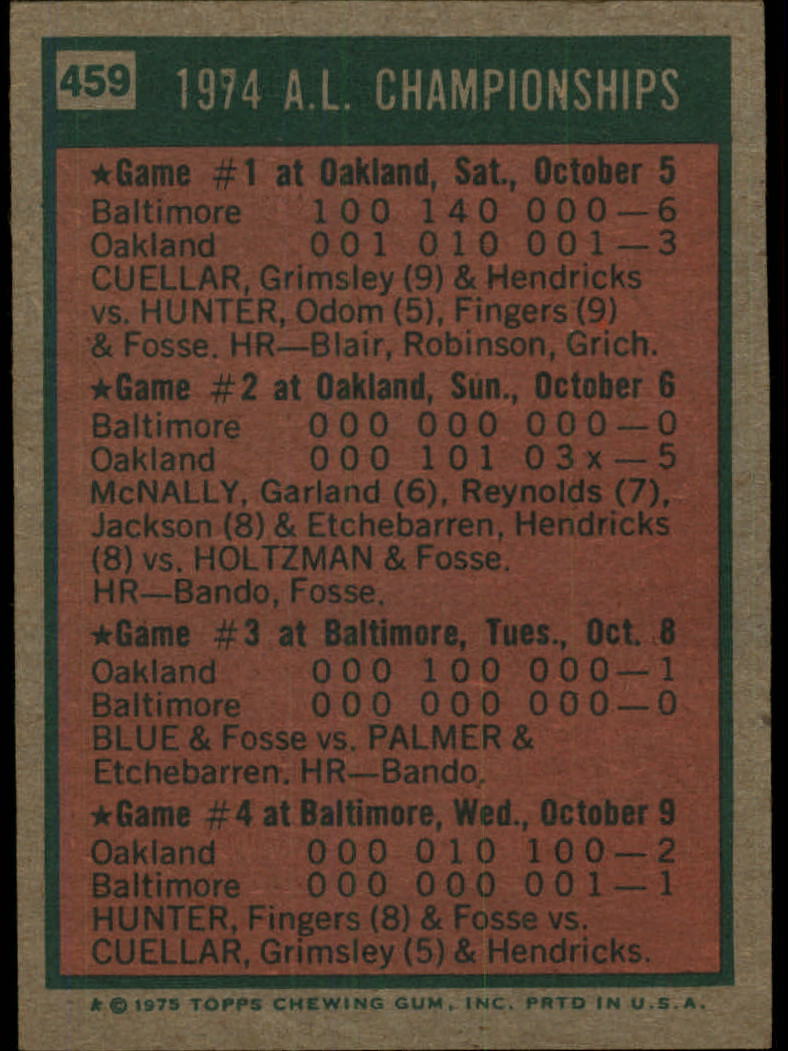 459 1974 A.L. CHAMPIONSHIPS
★Game #1 at Oakland, Sat., October 5
Baltimore 100 140 000—6
Oakland 001 010 001—3
CUELLAR, Grimsley (9) & Hendricks
vs. HUNTER, Odom (5), Fingers (9)
& Fosse. HR—Blair, Robinson, Grich.
★Game #2 at Oakland, Sun., October 6
Baltimore 000 000 000—0
Oakland 000 101 03x—5
McNALLY, Garland (6), Reynolds (7),
Jackson (8) & Etchebarren, Hendricks
(8) vs. HOLTZMAN & Fosse.
HR—Bando, Fosse.
★Game #3 at Baltimore, Tues., Oct. 8
Oakland 000 100 000—1
Baltimore 000 000 000—0
BLUE & Fosse vs. PALMER &
Etchebarren. HR—Bando.
★Game #4 at Baltimore, Wed., October 9
Oakland 000 010 100—2
Baltimore 000 000 001—1
HUNTER, Fingers (8) & Fosse vs.
CUELLAR, Grimsley (5) & Hendricks.
★ © 1975 TOPPS CHEWING GUM, INC. PRTD IN U.S.A.